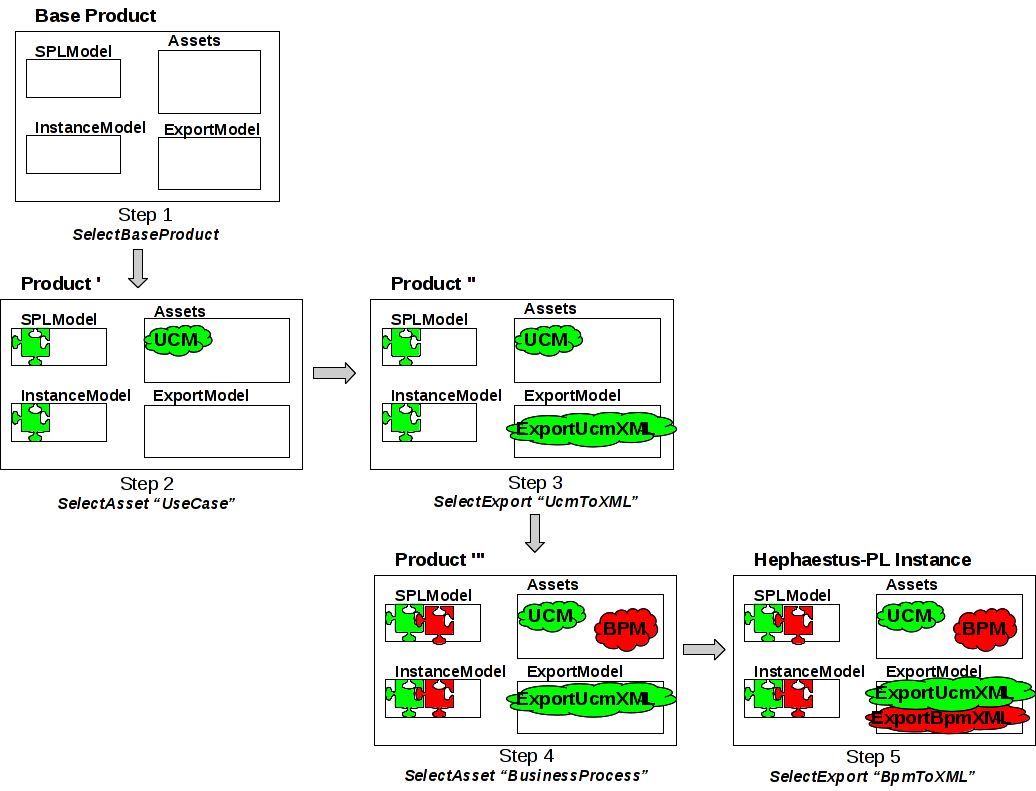 Base Product
SPLModel
Assets
InstanceModel
ExportModel
Step 1
SelectBaseProduct
Product '
SPLModel
Assets
UCM
InstanceModel
ExportModel
Step 2
SelectAsset “UseCase”
Product "
SPLModel
Assets
UCM
InstanceModel
ExportModel
ExportUcmXML
Step 3
SelectExport “UcmToXML”
Product '"
SPLModel
Assets
UCM
BPM
InstanceModel
ExportModel
ExportUcmXML
Step 4
SelectAsset “BusinessProcess”
Hephaestus-PL Instance
SPLModel
Assets
UCM
BPM
InstanceModel
ExportModel
ExportUcmXML
ExportBpmXML
Step 5
SelectExport “BpmToXML”